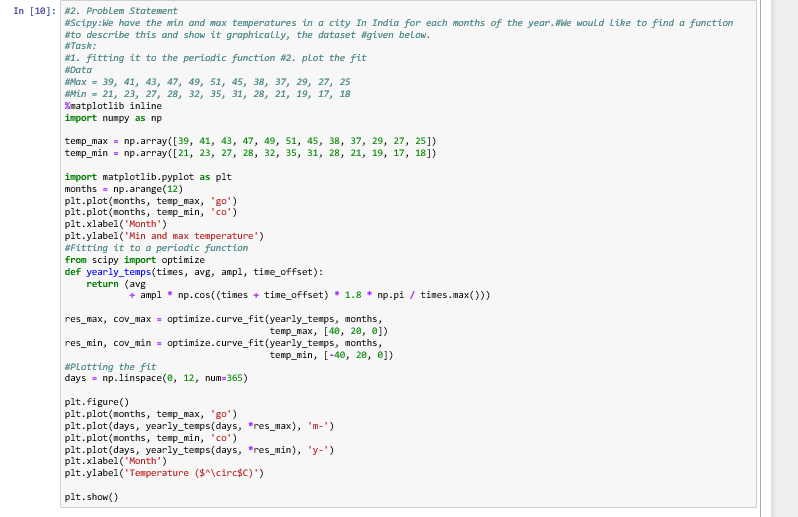 In [10]: #2. Problem Statement
#Scipy:We have the min and max temperatures in a city In India for each months of the year.#We would like to find a function
#to describe this and show it graphically, the dataset #given below.
#Task:
#1. fitting it to the periodic function #2. plot the fit
#Data
#Max = 39, 41, 43, 47, 49, 51, 45, 38, 37, 29, 27, 25
#Min = 21, 23, 27, 28, 32, 35, 31, 28, 21, 19, 17, 18
%matplotlib inline
import numpy as np

temp_max = np.array([39, 41, 43, 47, 49, 51, 45, 38, 37, 29, 27, 25])
temp_min = np.array([21, 23, 27, 28, 32, 35, 31, 28, 21, 19, 17, 18])

import matplotlib.pyplot as plt
months = np.arange(12)
plt.plot(months, temp_max, 'go')
plt.plot(months, temp_min, 'co')
plt.xlabel('Month')
plt.ylabel('Min and max temperature')
#Fitting it to a periodic function
from scipy import optimize
def yearly_temps(times, avg, ampl, time_offset):
    return (avg
            + ampl * np.cos((times + time_offset) * 1.8 * np.pi / times.max()))

res_max, cov_max = optimize.curve_fit(yearly_temps, months,
                                      temp_max, [40, 20, 0])
res_min, cov_min = optimize.curve_fit(yearly_temps, months,
                                      temp_min, [-40, 20, 0])
#Plotting the fit
days = np.linspace(0, 12, num=365)

plt.figure()
plt.plot(months, temp_max, 'go')
plt.plot(days, yearly_temps(days, *res_max), 'm-')
plt.plot(months, temp_min, 'co')
plt.plot(days, yearly_temps(days, *res_min), 'y-')
plt.xlabel('Month')
plt.ylabel('Temperature ($^\circ$C)')

plt.show()